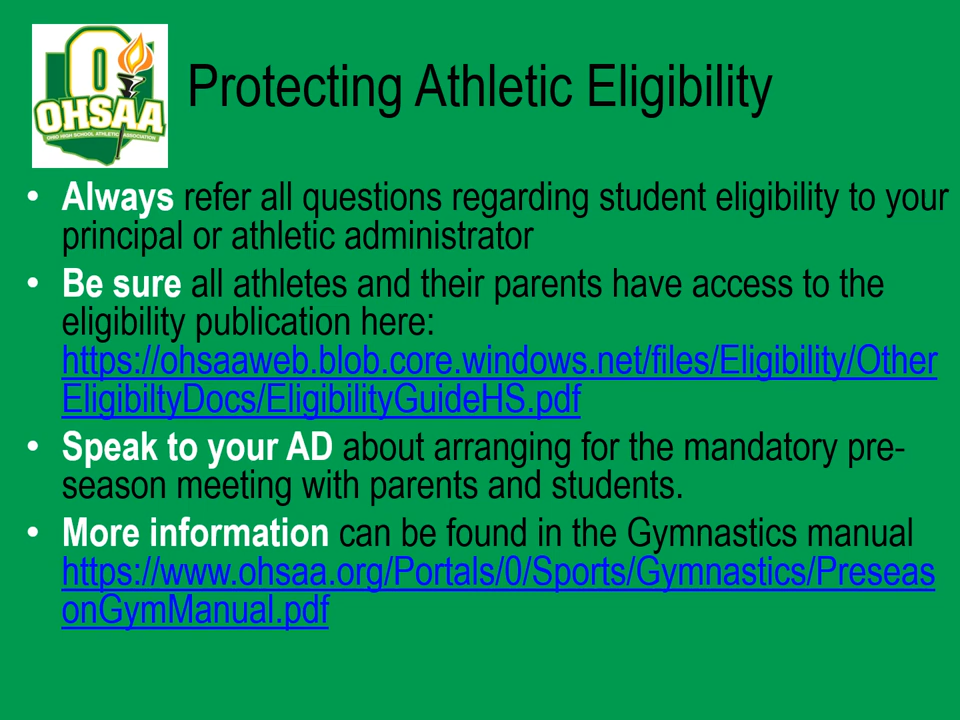 OHSAA
OHIO HIGH SCHOOL ATHLETIC ASSOCIATION
Protecting Athletic Eligibility
• Always refer all questions regarding student eligibility to your
principal or athletic administrator
• Be sure all athletes and their parents have access to the
eligibility publication here:
https://ohsaaweb.blob.core.windows.net/files/Eligibility/Other
EligibiltyDocs/EligibilityGuideHS.pdf
• Speak to your AD about arranging for the mandatory pre-
season meeting with parents and students.
• More information can be found in the Gymnastics manual
https://www.ohsaa.org/Portals/0/Sports/Gymnastics/Preseas
onGymManual.pdf